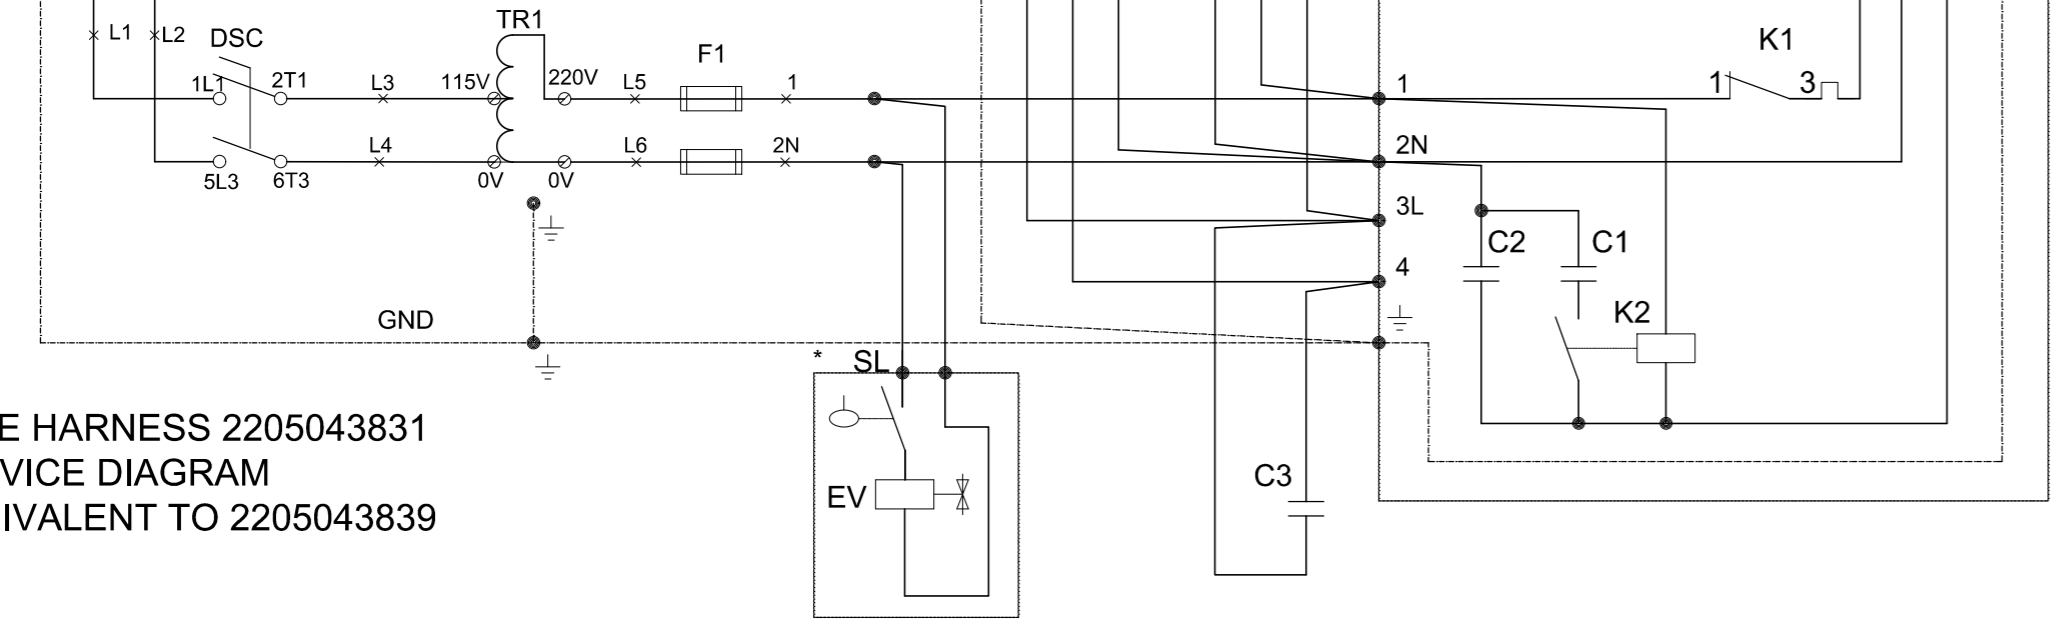 TR1
L1
L2
DSC
F1
K1
1L1
2T1
L3
115V
220V
L5
1
1
1
3
L4
L6
2N
2N
5L3
6T3
0V
0V
3L
C2
C1
4
K2
GND
* SL
E HARNESS 2205043831
VICE DIAGRAM
C3
EV
IVALENT TO 2205043839